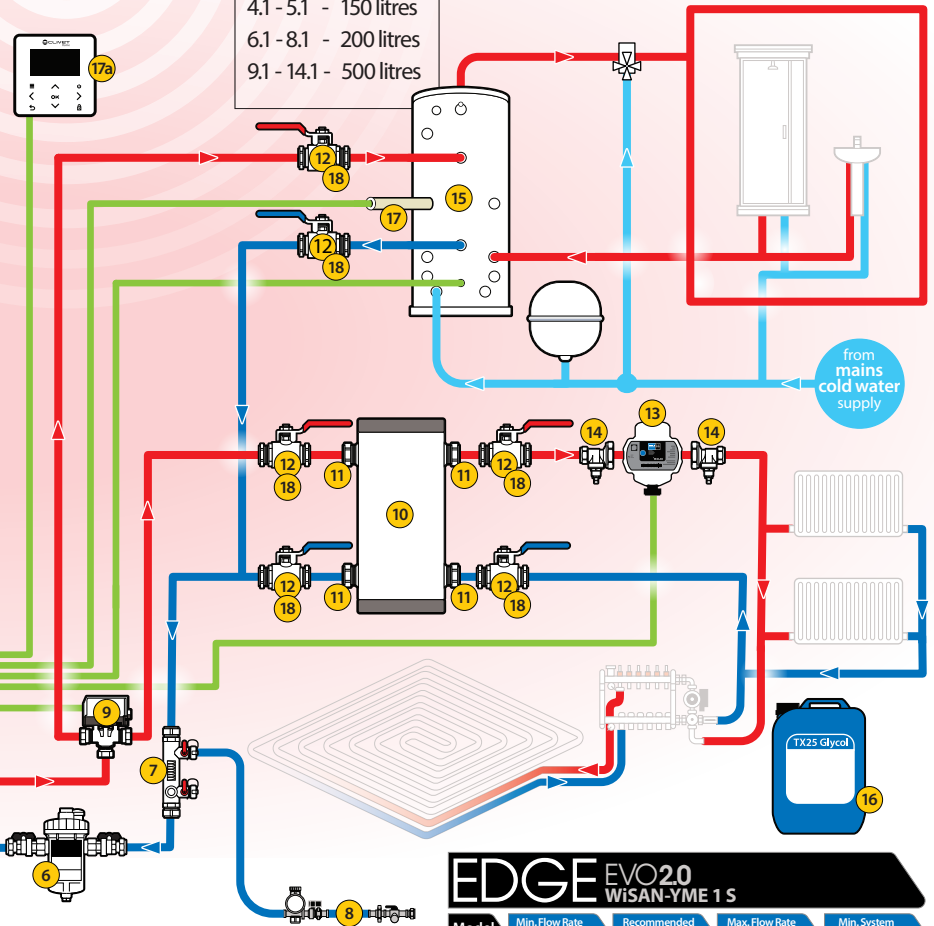 4.1 - 5.1 - 150 litres
6.1 - 8.1 - 200 litres
9.1 - 14.1 - 500 litres
CLIVET
OK
17a
12
18
17
15
12
18
from
mains
cold water
supply
13
14
14
12
18
11
11
12
18
10
12
18
11
11
12
18
9
7
TX25 Glycol
16
6
8
EDGE EVO2.0
WiSAN-YME 1 S
Model
Min. Flow Rate
Recommended
Max. Flow Rate
Min. System